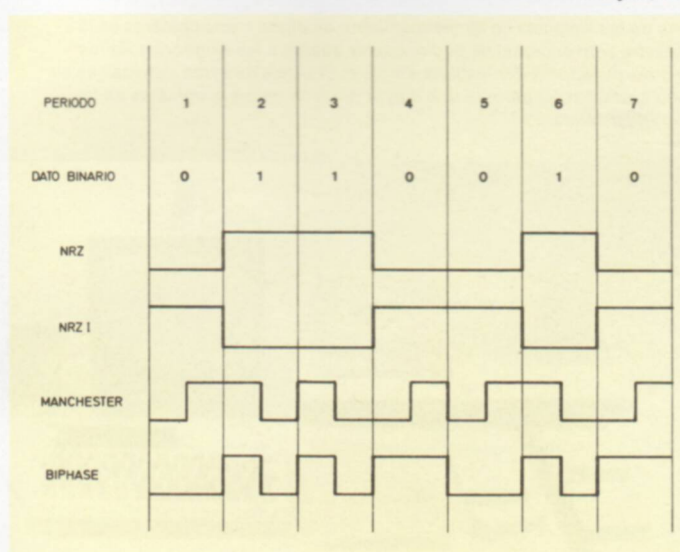 PERIODO 1 2 3 4 5 6 7
DATO BINARIO 0 1 1 0 0 1 0
NRZ
NRZ I
MANCHESTER
BIPHASE